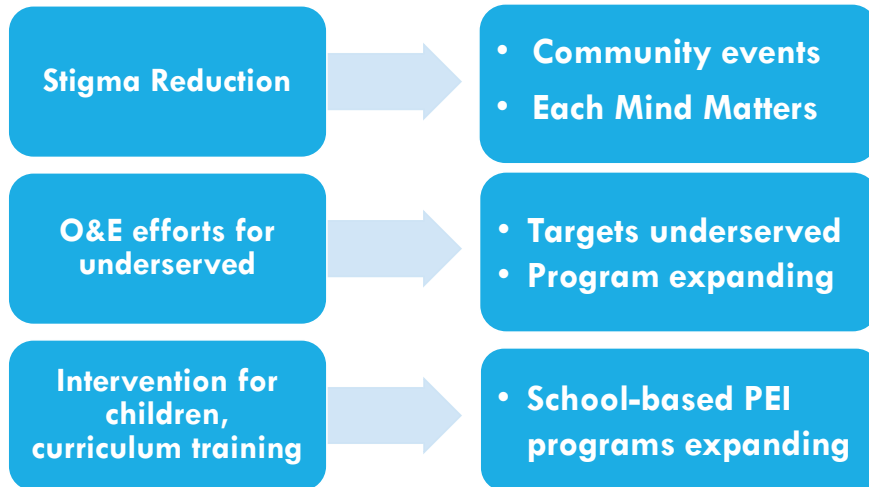 Stigma Reduction
• Community events
• Each Mind Matters
O&E efforts for
underserved
• Targets underserved
• Program expanding
Intervention for
children,
curriculum training
• School-based PEI
programs expanding